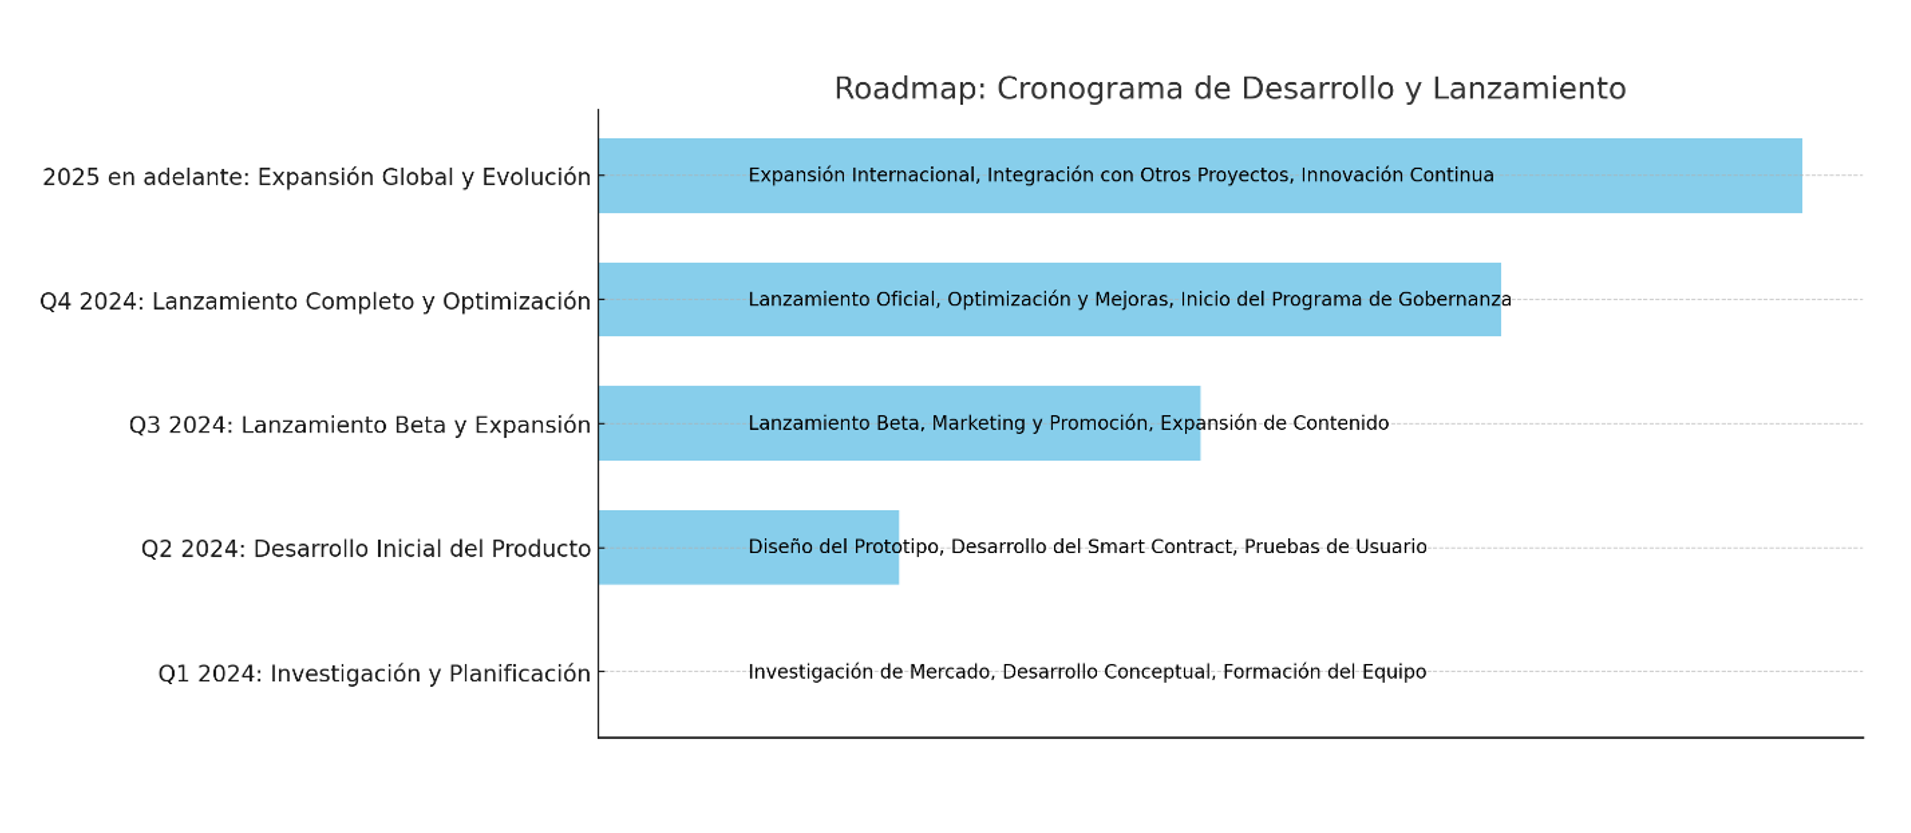 Roadmap: Cronograma de Desarrollo y Lanzamiento
2025 en adelante: Expansión Global y Evolución
Expansión Internacional, Integración con Otros Proyectos, Innovación Continua
Q4 2024: Lanzamiento Completo y Optimización
Lanzamiento Oficial, Optimización y Mejoras, Inicio del Programa de Gobernanza
Q3 2024: Lanzamiento Beta y Expansión
Lanzamiento Beta, Marketing y Promoción, Expansión de Contenido
Q2 2024: Desarrollo Inicial del Producto
Diseño del Prototipo, Desarrollo del Smart Contract, Pruebas de Usuario
Q1 2024: Investigación y Planificación
Investigación de Mercado, Desarrollo Conceptual, Formación del Equipo